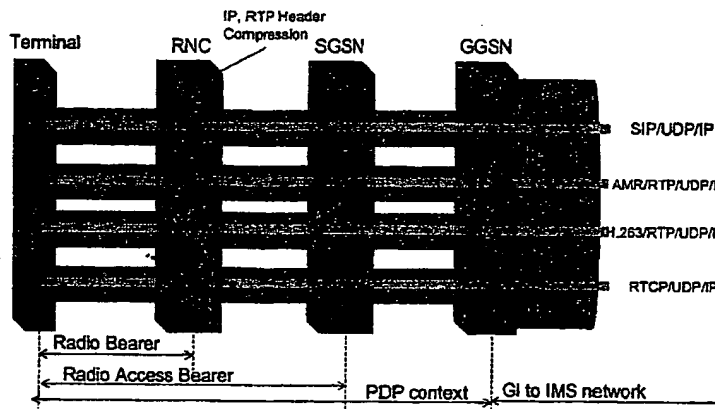 IP, RTP Header
Compression
Terminal
RNC
SGSN
GGSN
SIP/UDP/IP
AMR/RTP/UDP/
H.263/RTP/UDP/
RTCP/UDP/IP
Radio Bearer
Radio Access Bearer
PDP context
GI to IMS network